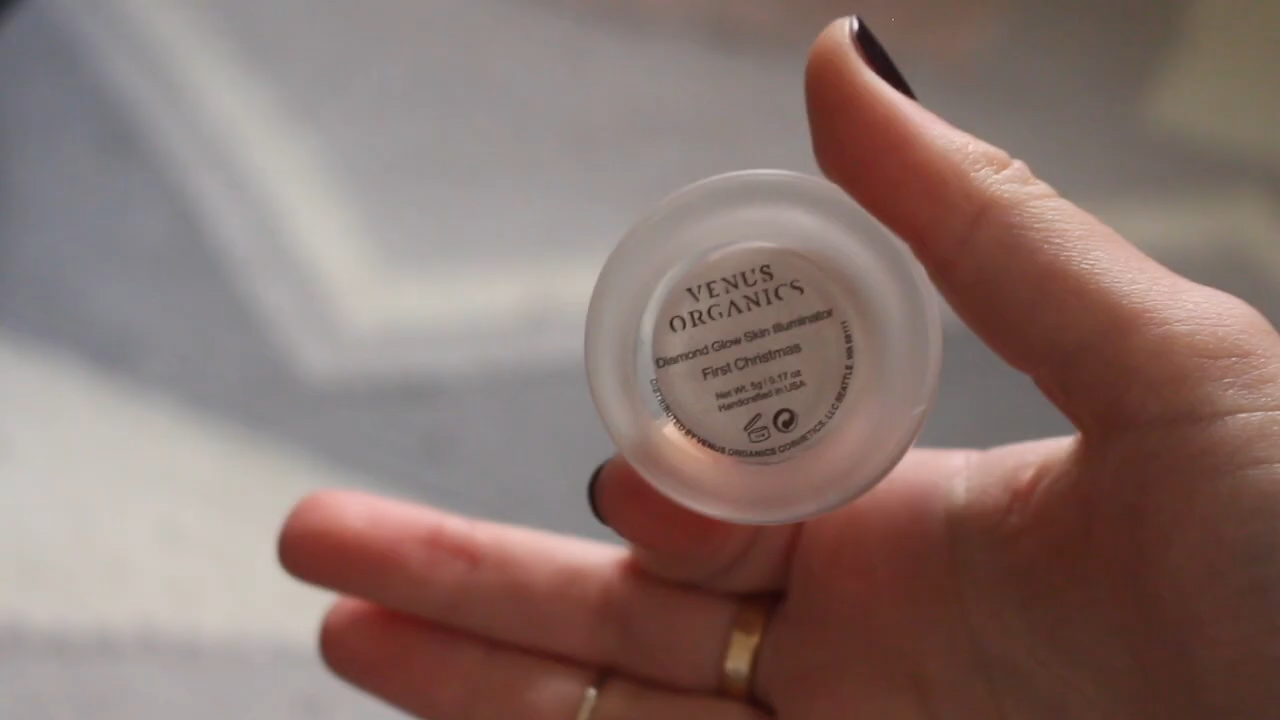 VENUS
ORGANICS
Diamond Glow Skin Illuminator
First Christmas
Net Wt. 5g / 0.17 oz
Handcrafted in USA
DISTRIBUTED BY VENUS ORGANICS COSMETICS, LLC SEATTLE, WA